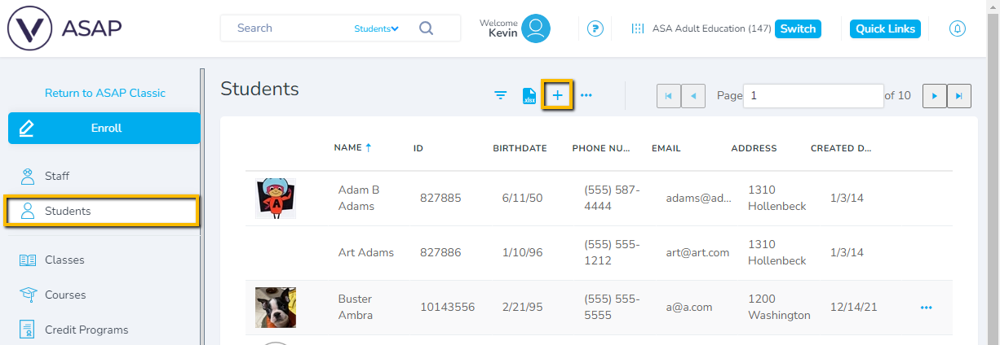 ASAP
Search
Students
Welcome
Kevin
?
ASA Adult Education (147)
Switch
Quick Links
Return to ASAP Classic
Enroll
Staff
Students
Classes
Courses
Credit Programs
Students
.xlsx
Page 1 of 10
NAME ID BIRTHDATE PHONE NU... EMAIL ADDRESS CREATED D...
Adam B (555) 587- 1310
827885 6/11/50 adams@ad... 1/3/14
Adams 4444 Hollenbeck
(555) 555- 1310
Art Adams 827886 1/10/96 art@art.com 1/3/14
1212 Hollenbeck
Buster (555) 555- 1200
10143556 2/21/95 a@a.com 12/14/21
Ambra 5555 Washington